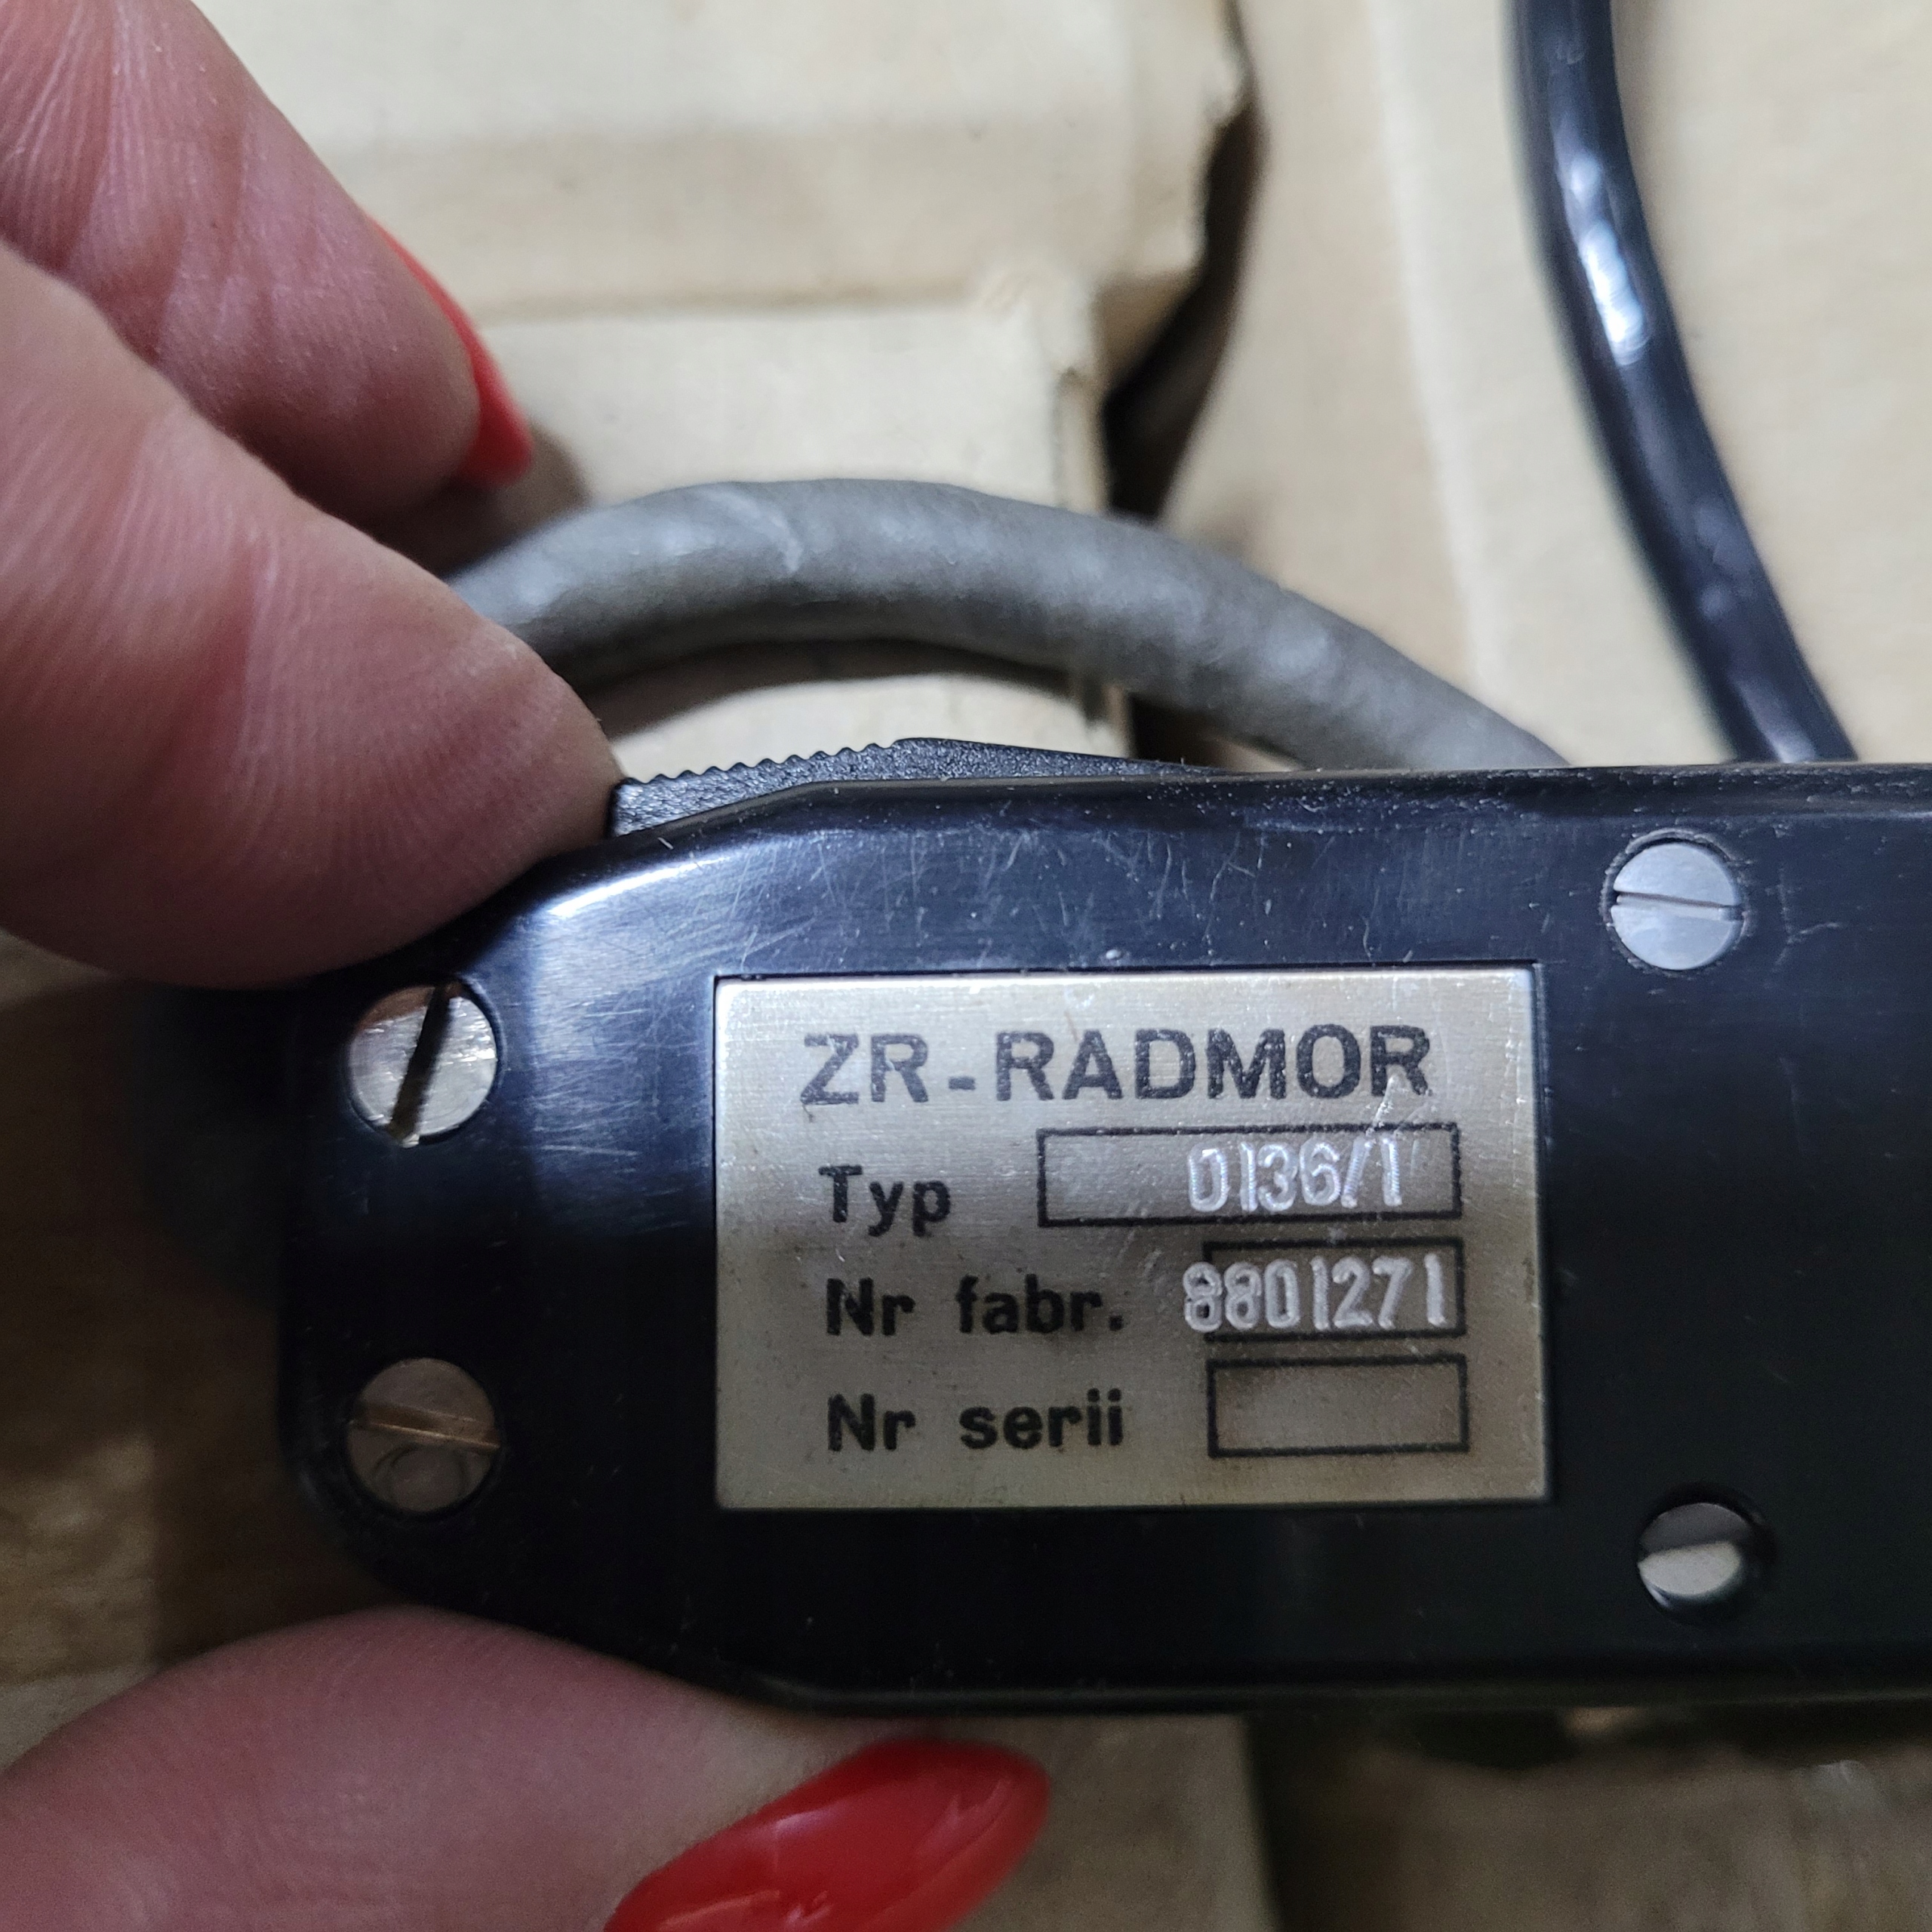 ZR-RADMOR
Typ 0136/1
Nr fabr. 8801271
Nr serii